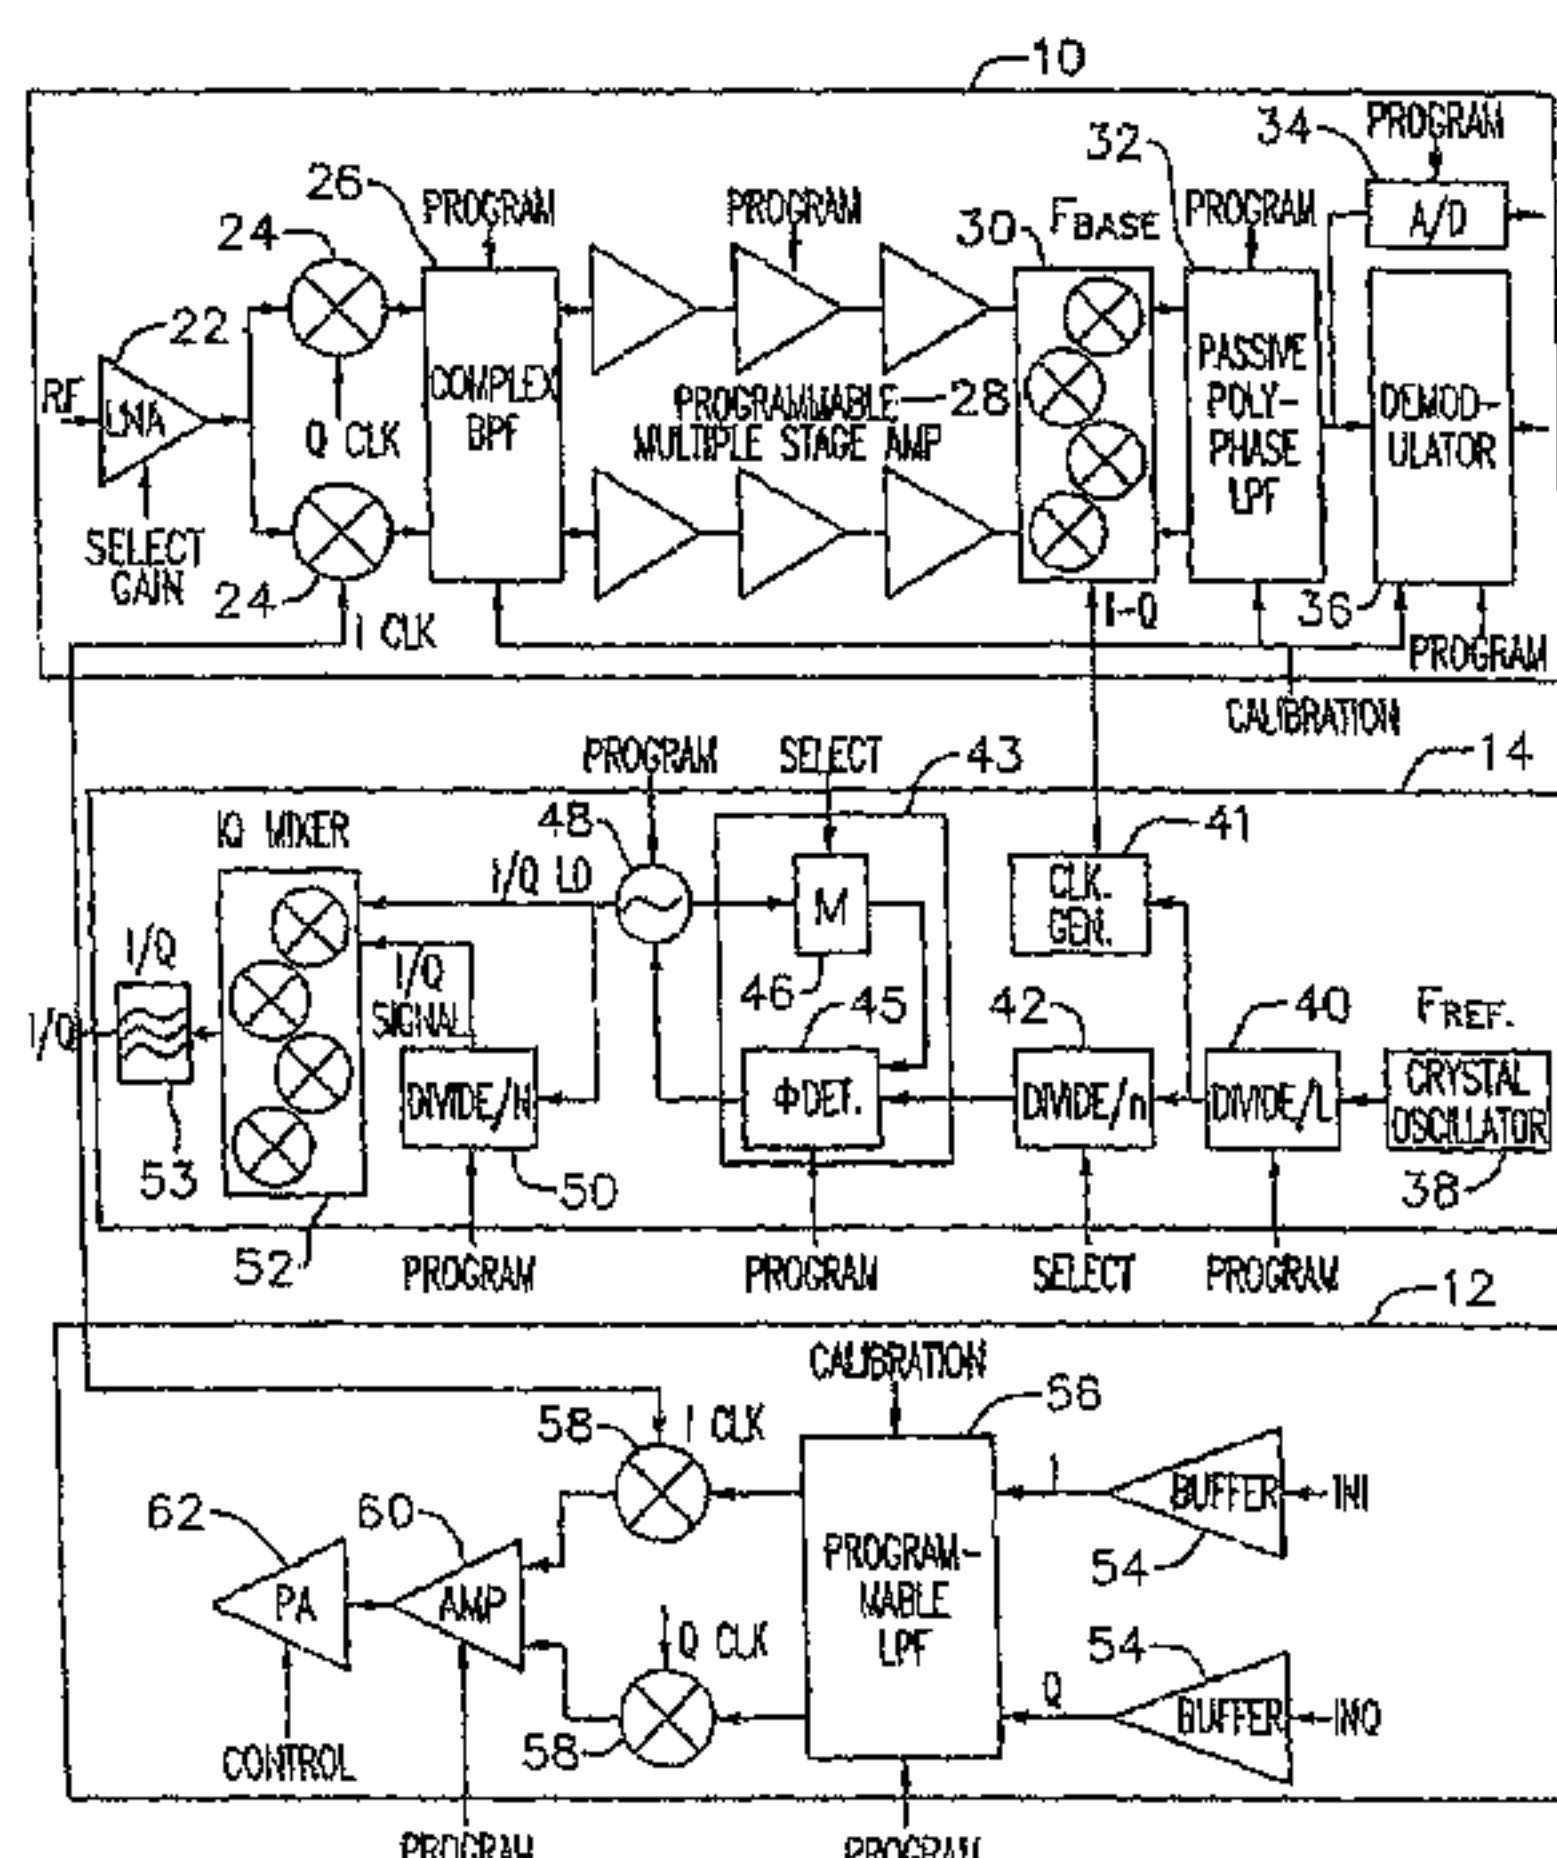 10
PROGRAM
34
32
26
PROGRAM
PROGRAM
30
FBASE
PROGRAM
A/D
24
22
RF
LNA
Q CLK
COMPLEX
BPF
PROGRAMMABLE
MULTIPLE STAGE AMP
28
PASSIVE
POLY-
PHASE
LPF
DEMOD-
ULATOR
SELECT
GAIN
24
I CLK
I-Q
36
PROGRAM
CALIBRATION
PROGRAM
SELECT
43
14
IQ MIXER
48
41
I/Q LO
M
CLK.
GEN.
I/Q
I/Q
SIGNAL
46
45
42
40
FREF.
I/Q
DIVIDE/N
ΦDET.
DIVIDE/n
DIVIDE/L
CRYSTAL
OSCILLATOR
53
50
38
52
PROGRAM
PROGRAM
SELECT
PROGRAM
12
CALIBRATION
56
58
I CLK
I
BUFFER
INI
62
60
54
PROGRAM-
MABLE
LPF
PA
AMP
Q CLK
54
Q
BUFFER
INQ
58
CONTROL
PROGRAM
PROGRAM